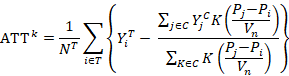 ATT^k = \frac{1}{N^T} \sum_{i \in T} \left\{ Y_i^T - \frac{\sum_{j \in C} Y_j^C K\left(\frac{P_j - P_i}{V_n}\right)}{\sum_{K \in C} K\left(\frac{P_j - P_i}{V_n}\right)} \right\}